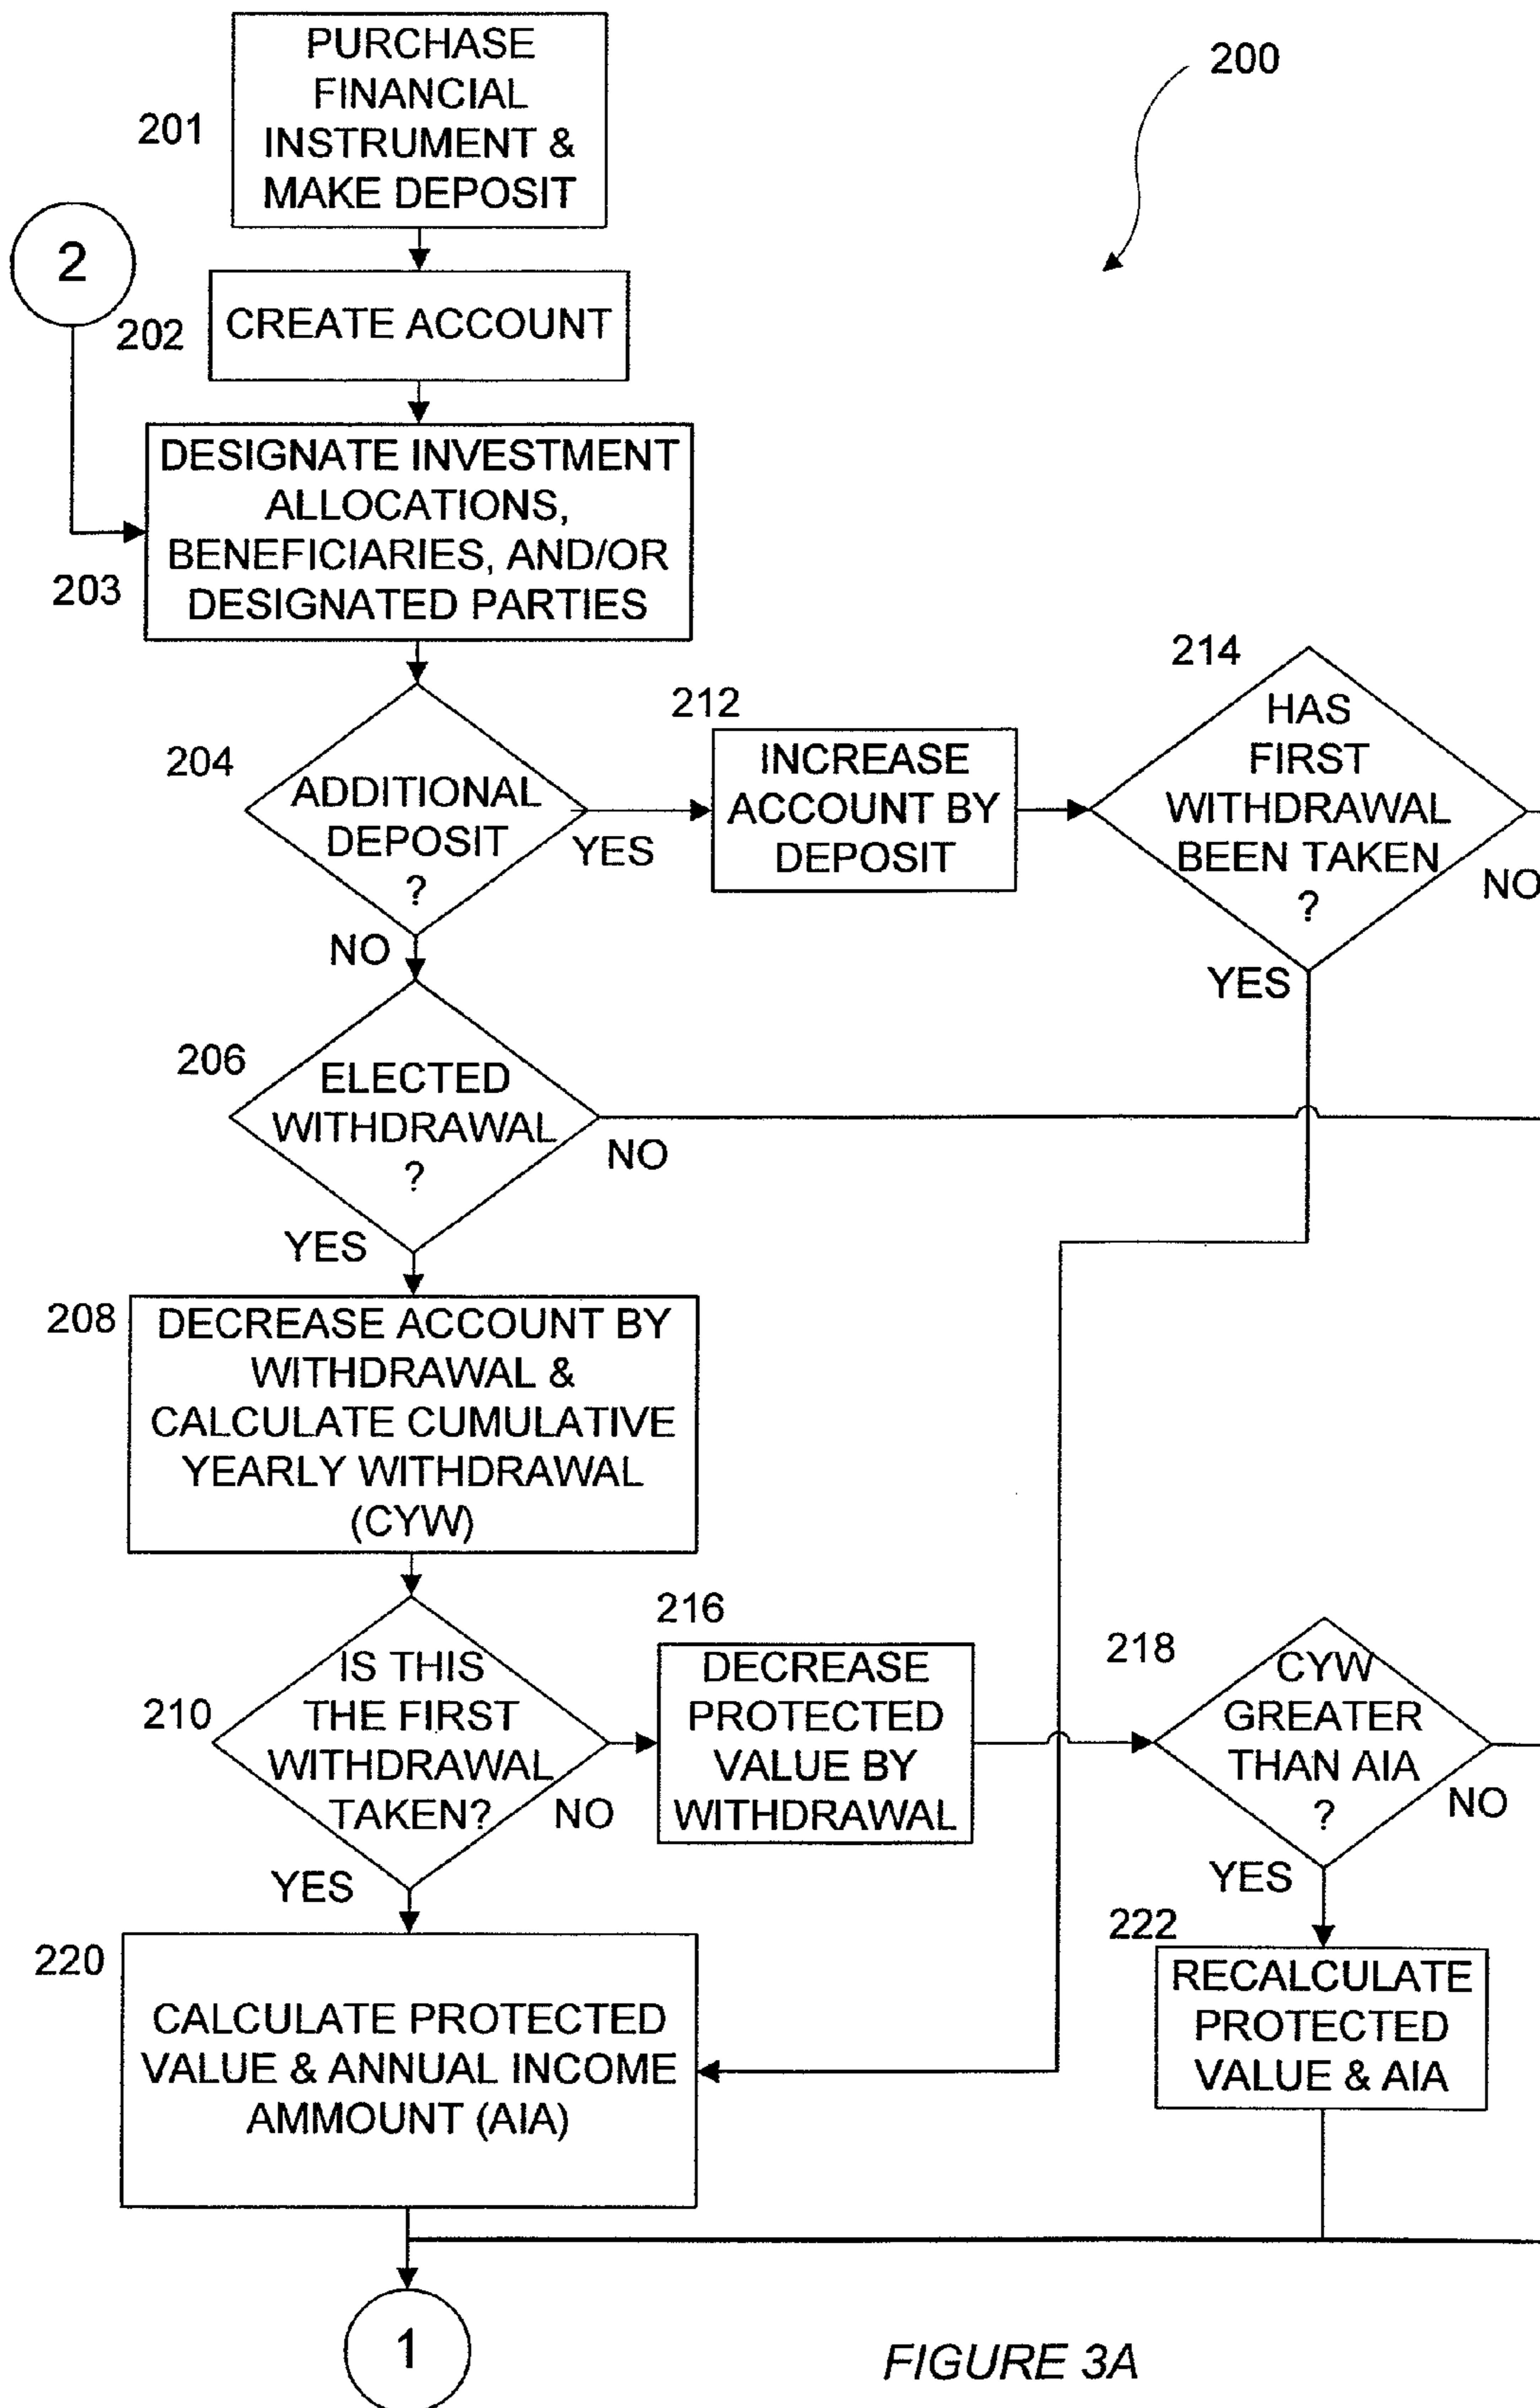 PURCHASE
FINANCIAL
INSTRUMENT &
MAKE DEPOSIT
201
200
2
202
CREATE ACCOUNT
DESIGNATE INVESTMENT
ALLOCATIONS,
BENEFICIARIES, AND/OR
DESIGNATED PARTIES
203
204
ADDITIONAL
DEPOSIT
?
YES
NO
212
INCREASE
ACCOUNT BY
DEPOSIT
214
HAS
FIRST
WITHDRAWAL
BEEN TAKEN
?
NO
YES
206
ELECTED
WITHDRAWAL
?
NO
YES
208
DECREASE ACCOUNT BY
WITHDRAWAL &
CALCULATE CUMULATIVE
YEARLY WITHDRAWAL
(CYW)
210
IS THIS
THE FIRST
WITHDRAWAL
TAKEN?
NO
YES
216
DECREASE
PROTECTED
VALUE BY
WITHDRAWAL
218
CYW
GREATER
THAN AIA
?
NO
YES
220
CALCULATE PROTECTED
VALUE & ANNUAL INCOME
AMMOUNT (AIA)
222
RECALCULATE
PROTECTED
VALUE & AIA
1
FIGURE 3A